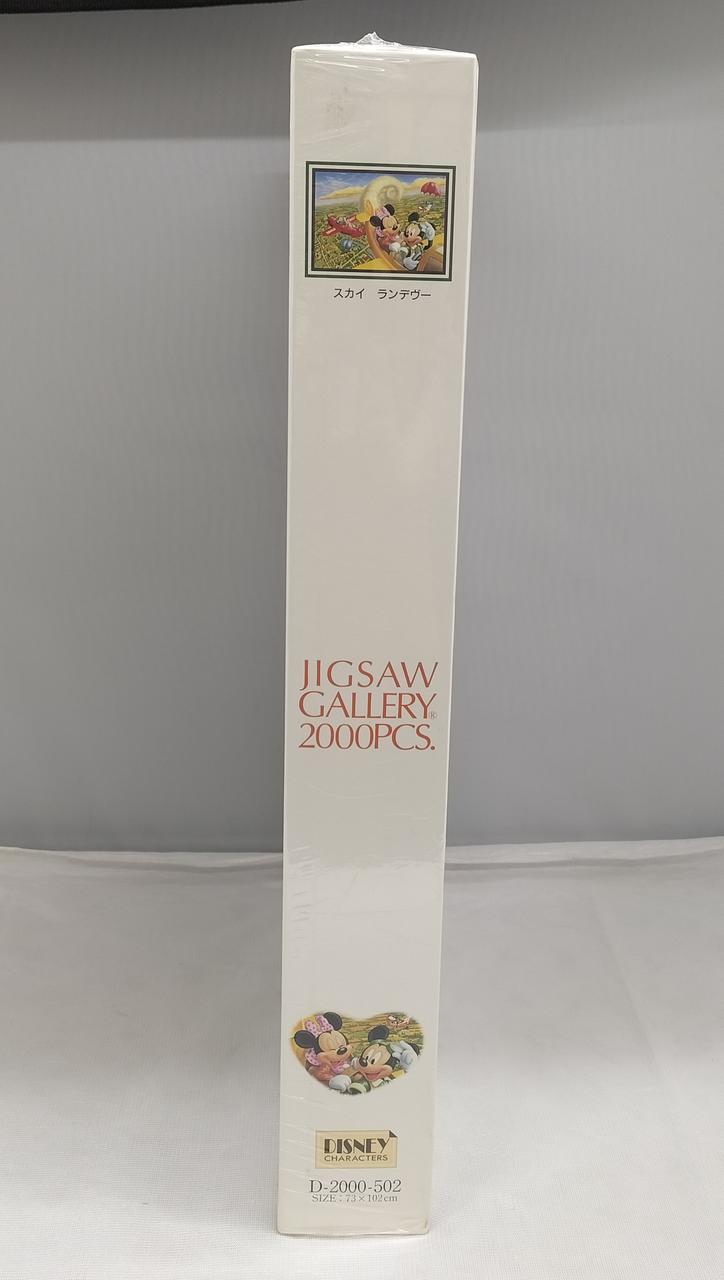 スカイ ランデヴー
JIGSAW
GALLERY®
2000PCS.
DISNEY
CHARACTERS
D-2000-502
SIZE：73×102cm